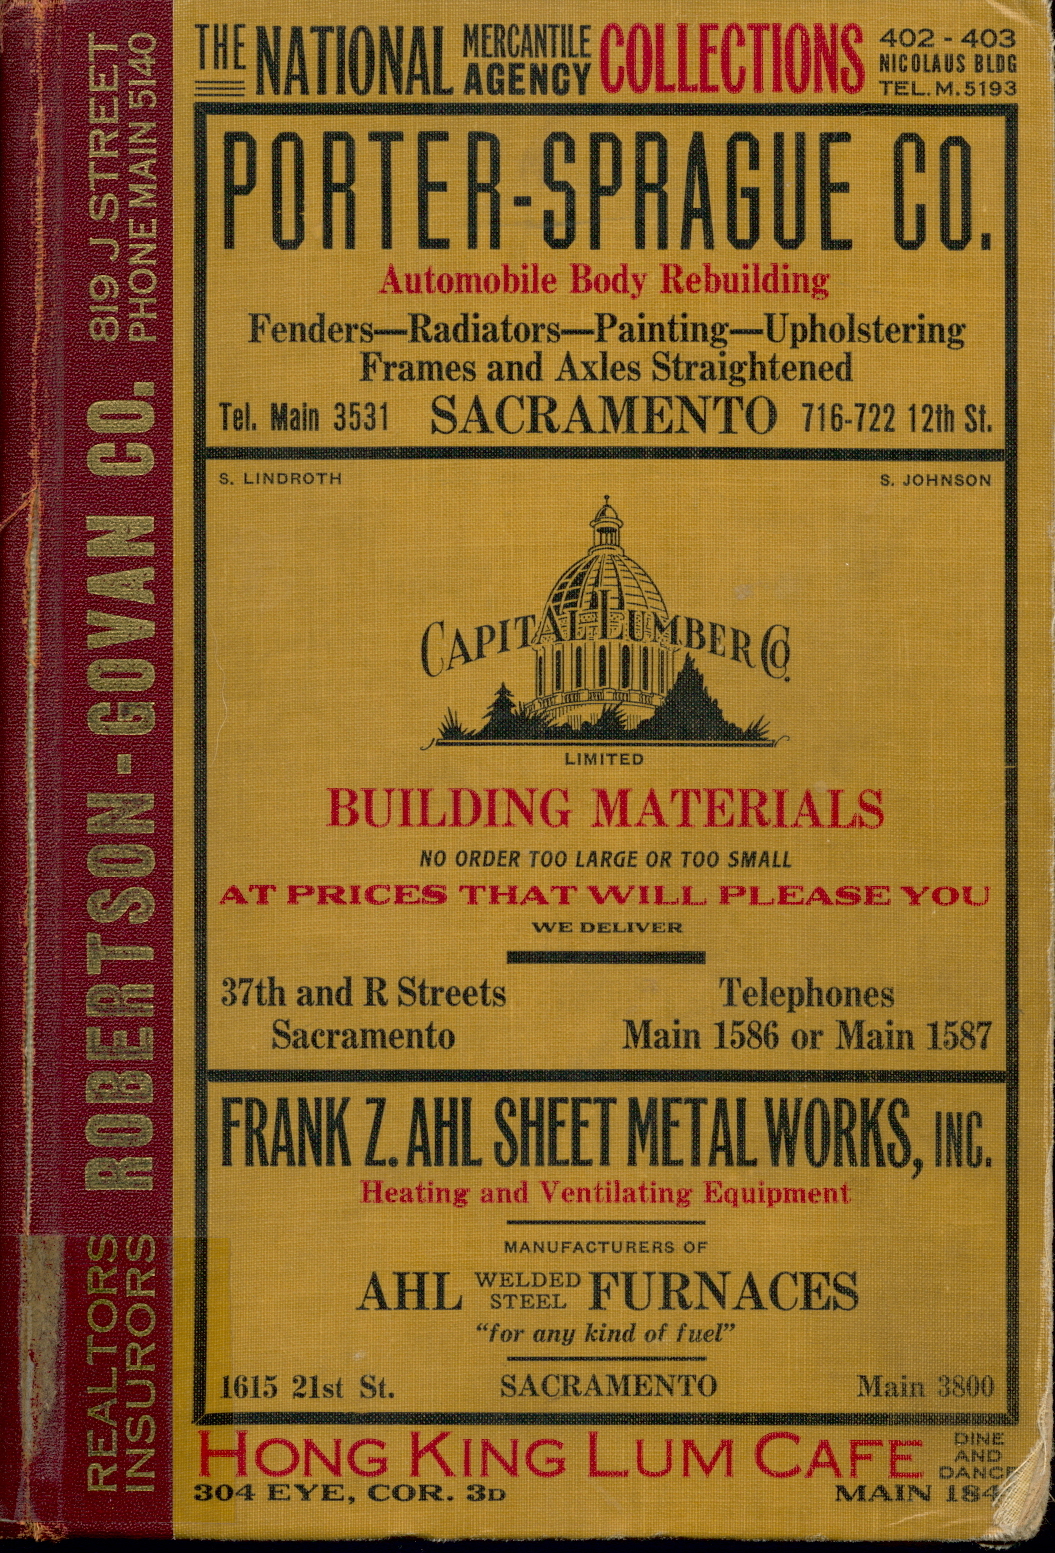 819 J STREET
PHONE MAIN 5140
ROBERTSON-GOVAN CO.
REALTORS
INSURORS
THE NATIONAL MERCANTILE AGENCY COLLECTIONS
402 - 403
NICOLAUS BLDG
TEL. M. 5193
PORTER-SPRAGUE CO.
Automobile Body Rebuilding
Fenders—Radiators—Painting—Upholstering
Frames and Axles Straightened
Tel. Main 3531 SACRAMENTO 716-722 12th St.
S. LINDROTH S. JOHNSON
CAPITAL LUMBER CO.
LIMITED
BUILDING MATERIALS
NO ORDER TOO LARGE OR TOO SMALL
AT PRICES THAT WILL PLEASE YOU
WE DELIVER
37th and R Streets
Sacramento
Telephones
Main 1586 or Main 1587
FRANK Z. AHL SHEET METAL WORKS, INC.
Heating and Ventilating Equipment
MANUFACTURERS OF
AHL WELDED STEEL FURNACES
"for any kind of fuel"
1615 21st St. SACRAMENTO Main 3800
HONG KING LUM CAFE
DINE
AND
DANCE
304 EYE, COR. 3D MAIN 184